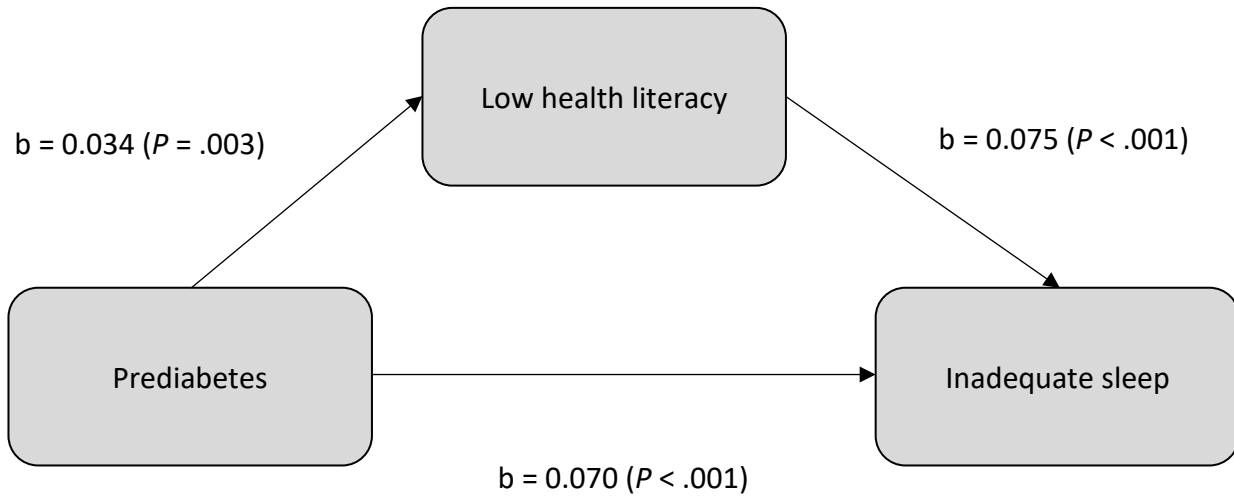 Low health literacy
b = 0.034 (P = .003)
b = 0.075 (P < .001)
Prediabetes
Inadequate sleep
b = 0.070 (P < .001)